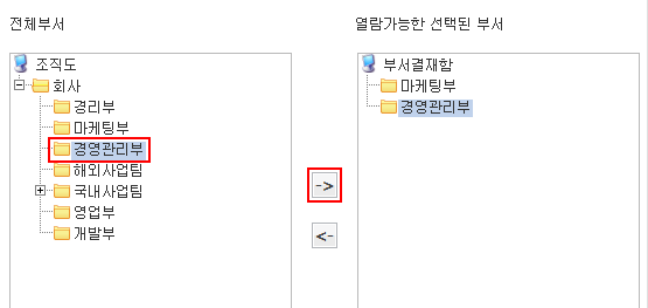 전체부서
열람가능한 선택된 부서
조직도
회사
경리부
마케팅부
경영관리부
해외사업팀
국내사업팀
영업부
개발부
->
<-
부서결재함
마케팅부
경영관리부